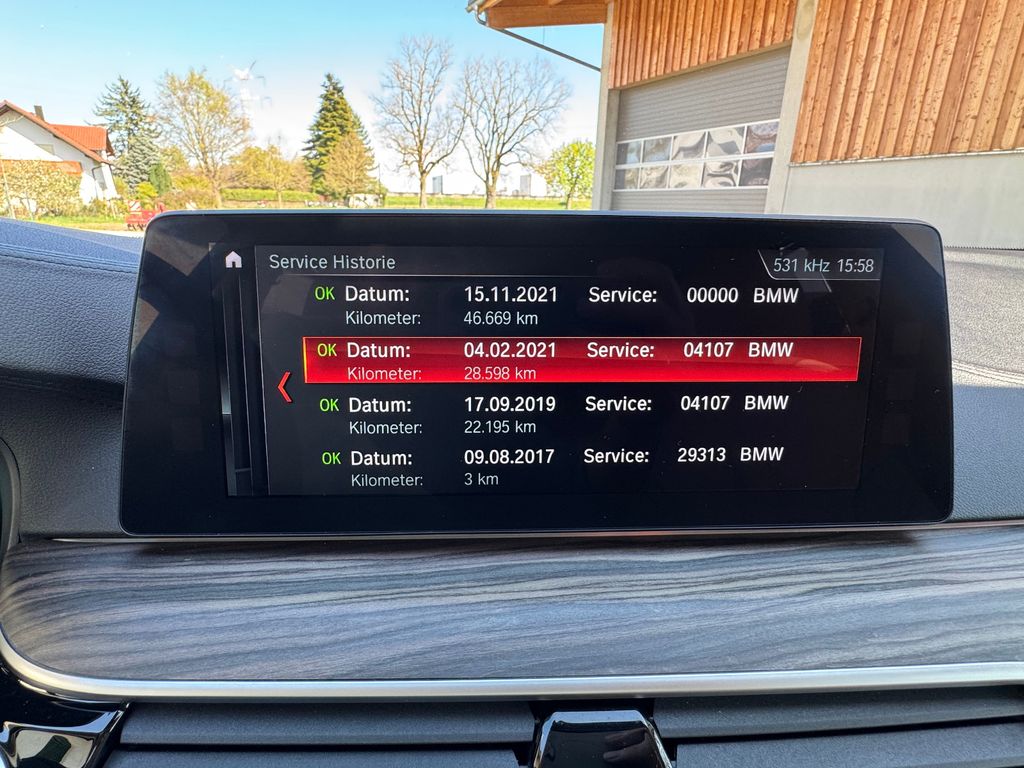 Service Historie
531 kHz 15:58
OK Datum: 15.11.2021 Service: 00000 BMW
Kilometer: 46.669 km
OK Datum: 04.02.2021 Service: 04107 BMW
Kilometer: 28.598 km
OK Datum: 17.09.2019 Service: 04107 BMW
Kilometer: 22.195 km
OK Datum: 09.08.2017 Service: 29313 BMW
Kilometer: 3 km